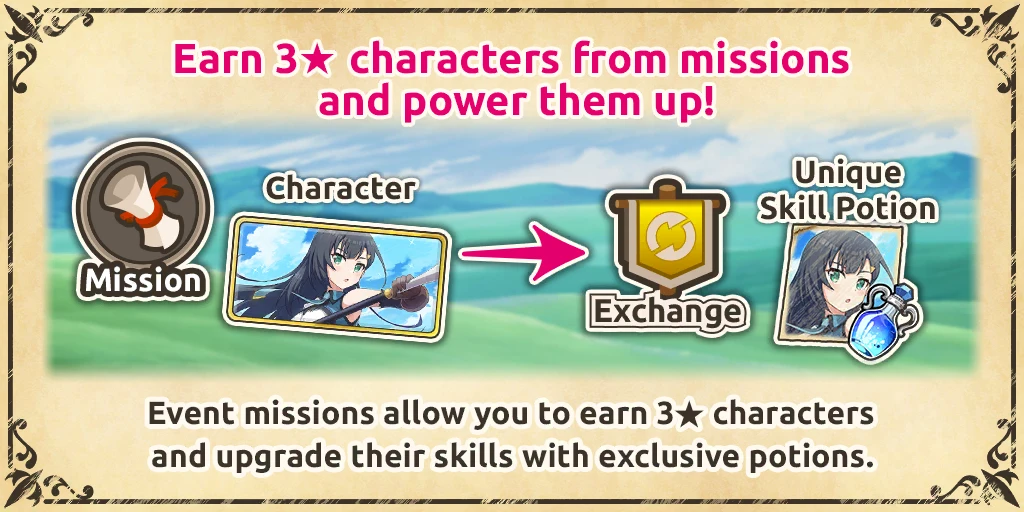 Earn 3★ characters from missions
and power them up!
Mission
Character
Exchange
Unique
Skill Potion
Event missions allow you to earn 3★ characters
and upgrade their skills with exclusive potions.